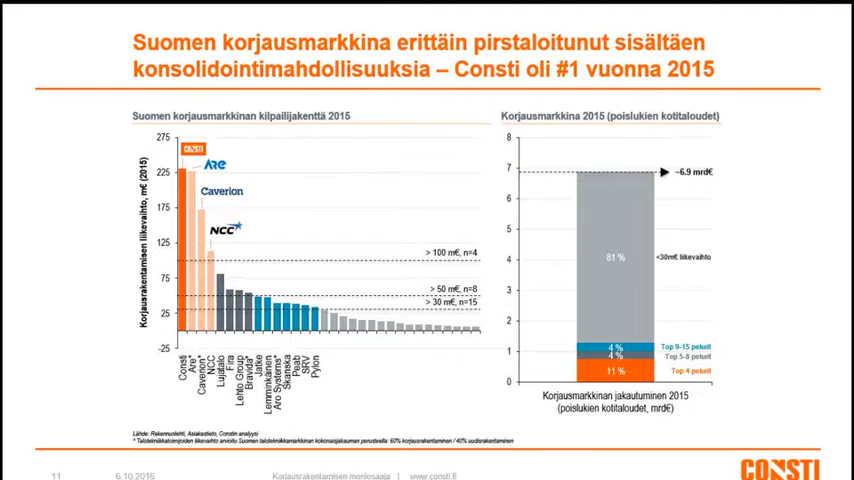 Suomen korjausmarkkina erittäin pirstaloitunut sisältäen
konsolidointimahdollisuuksia – Consti oli #1 vuonna 2015
Suomen korjausmarkkinan kilpailijakenttä 2015
Korjausrakentamisen liikevaihto, m€ (2015)
275
225
175
125
75
25
-25
CONSTI
Are
Caverion
NCC
> 100 m€, n=4
> 50 m€, n=8
> 30 m€, n=15
Consti
Are*
Caverion*
NCC
Lujatalo
Fira
Lehto Group
Bravida*
Jatke
Lemminkäinen
Aro Systems*
Skanska
Peab
SRV
Pylon
Korjausmarkkina 2015 (poislukien kotitaloudet)
8
7
6
5
4
3
2
1
0
~6.9 mrd€
81 %
<30m€ liikevaihto
4 %
Top 9-15 peluit
4 %
Top 5-8 peluit
11 %
Top 4 peluit
Korjausmarkkinan jakautuminen 2015
(poislukien kotitaloudet, mrd€)
Lähde: Rakennuslehti, Asiakastieto, Constin analyysi
* Talotekniikkatoimijoiden liikevaihto arvioitu Suomen talotekniikkamarkkinan kokonaisjakauman perusteella: 60% korjausrakentaminen / 40% uudisrakentaminen
11
6.10.2016
Korjausrakentamisen moniosaaja | www.consti.fi
CONSTI